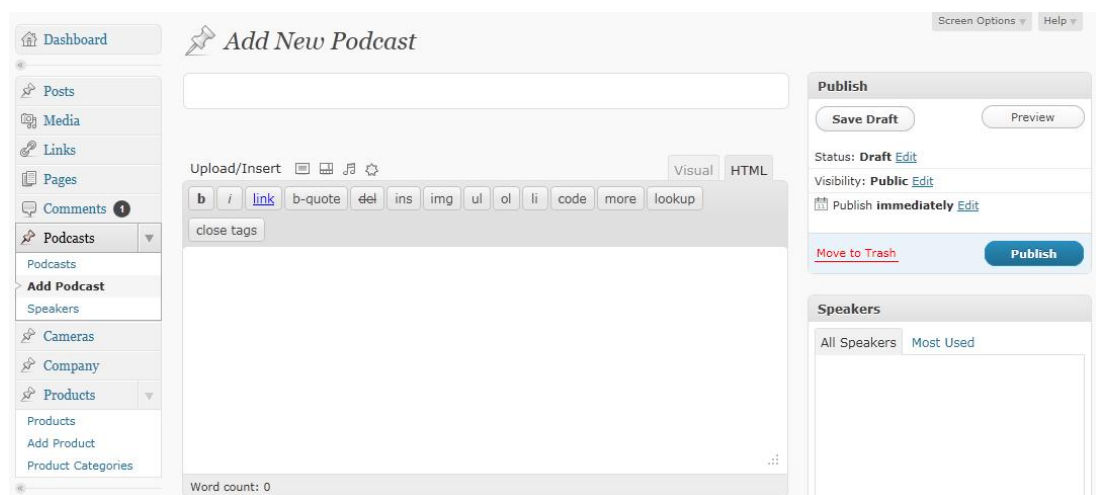 Screen Options Help
Dashboard
Add New Podcast
Posts
Media
Links
Pages
Comments 1
Podcasts
Podcasts
Add Podcast
Speakers
Cameras
Company
Products
Products
Add Product
Product Categories
Upload/Insert
Visual HTML
b i link b-quote del ins img ul ol li code more lookup
close tags
Word count: 0
Publish
Save Draft Preview
Status: Draft Edit
Visibility: Public Edit
Publish immediately Edit
Move to Trash Publish
Speakers
All Speakers Most Used